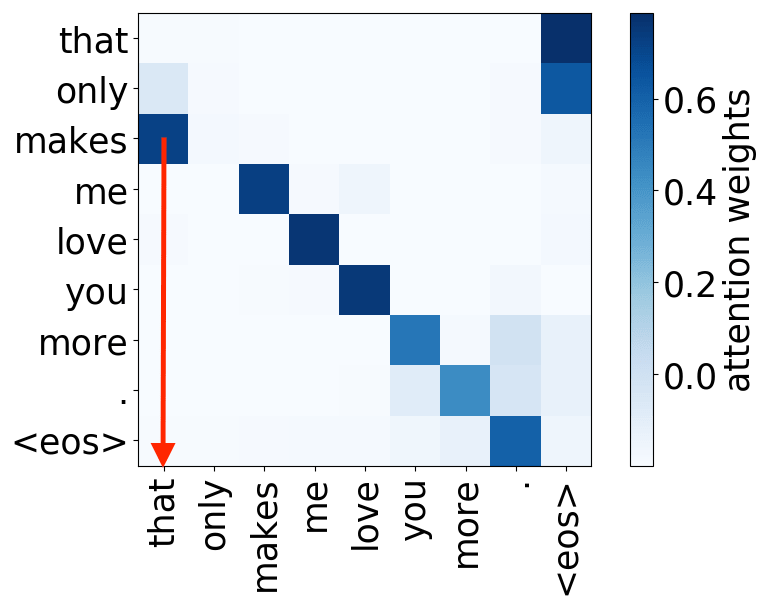 that
only
makes
me
love
you
more
.
<eos>
that
only
makes
me
love
you
more
.
<eos>
0.6
0.4
0.2
0.0
attention weights